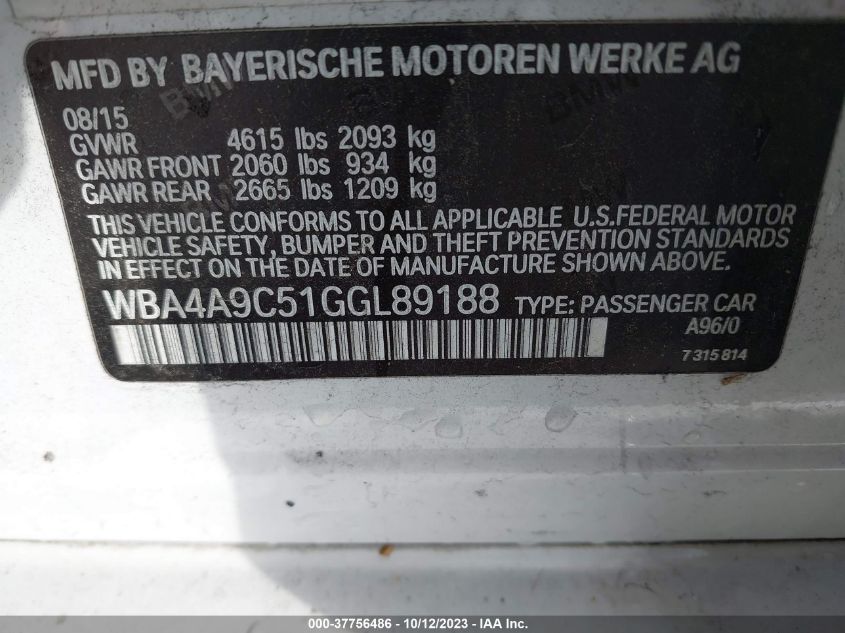 MFD BY BAYERISCHE MOTOREN WERKE AG
08/15
GVWR 4615 lbs 2093 kg
GAWR FRONT 2060 lbs 934 kg
GAWR REAR 2665 lbs 1209 kg
THIS VEHICLE CONFORMS TO ALL APPLICABLE U.S.FEDERAL MOTOR
VEHICLE SAFETY, BUMPER AND THEFT PREVENTION STANDARDS
IN EFFECT ON THE DATE OF MANUFACTURE SHOWN ABOVE.
WBA4A9C51GGL89188 TYPE: PASSENGER CAR
A96/0
7 315 814
000-37756486 - 10/12/2023 - IAAI.com